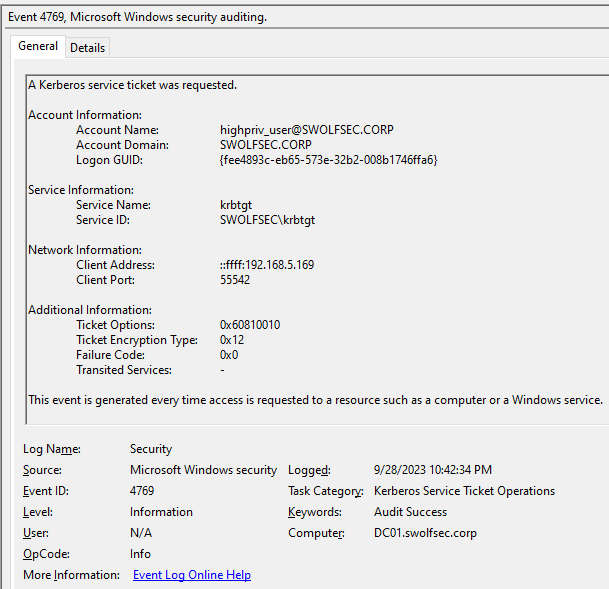 Event 4769, Microsoft Windows security auditing.
General Details
A Kerberos service ticket was requested.
Account Information:
Account Name: highpriv_user@SWOLFSEC.CORP
Account Domain: SWOLFSEC.CORP
Logon GUID: {fee4893c-eb65-573e-32b2-008b1746ffa6}
Service Information:
Service Name: krbtgt
Service ID: SWOLFSEC\krbtgt
Network Information:
Client Address: ::ffff:192.168.5.169
Client Port: 55542
Additional Information:
Ticket Options: 0x60810010
Ticket Encryption Type: 0x12
Failure Code: 0x0
Transited Services: -
This event is generated every time access is requested to a resource such as a computer or a Windows service.
Log Name: Security
Source: Microsoft Windows security Logged: 9/28/2023 10:42:34 PM
Event ID: 4769 Task Category: Kerberos Service Ticket Operations
Level: Information Keywords: Audit Success
User: N/A Computer: DC01.swolfsec.corp
OpCode: Info
More Information: Event Log Online Help